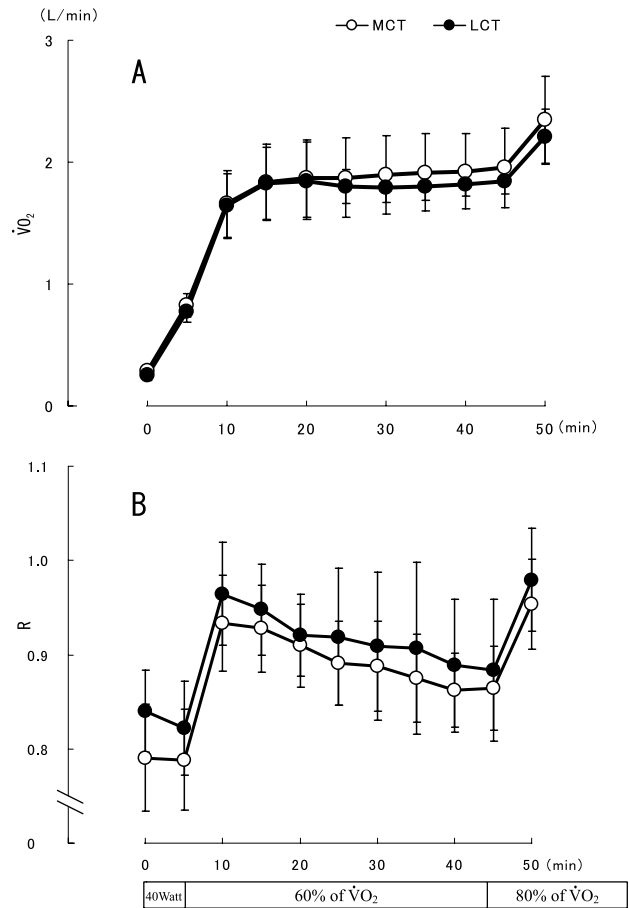 (L/min)
MCT LCT
A
3
2
1
0
V̇O₂
0 10 20 30 40 50 (min)
B
1.1
1.0
0.9
0.8
0
R
0 10 20 30 40 50 (min)
40Watt 60% of V̇O₂ 80% of V̇O₂